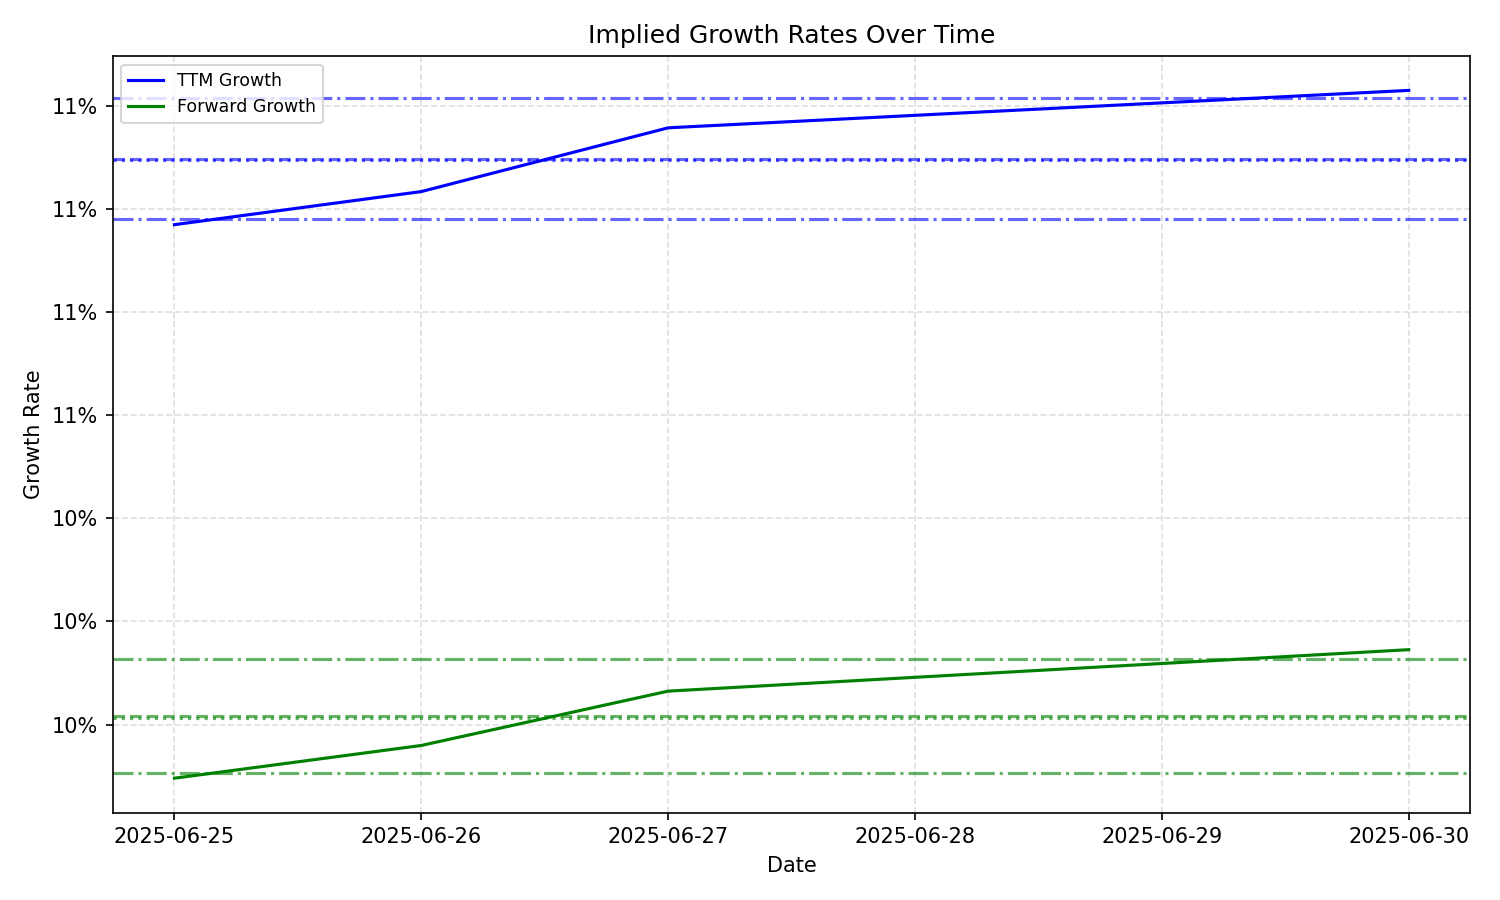 Implied Growth Rates Over Time
TTM Growth
Forward Growth
11%
11%
11%
11%
10%
10%
10%
Growth Rate
2025-06-25
2025-06-26
2025-06-27
2025-06-28
2025-06-29
2025-06-30
Date